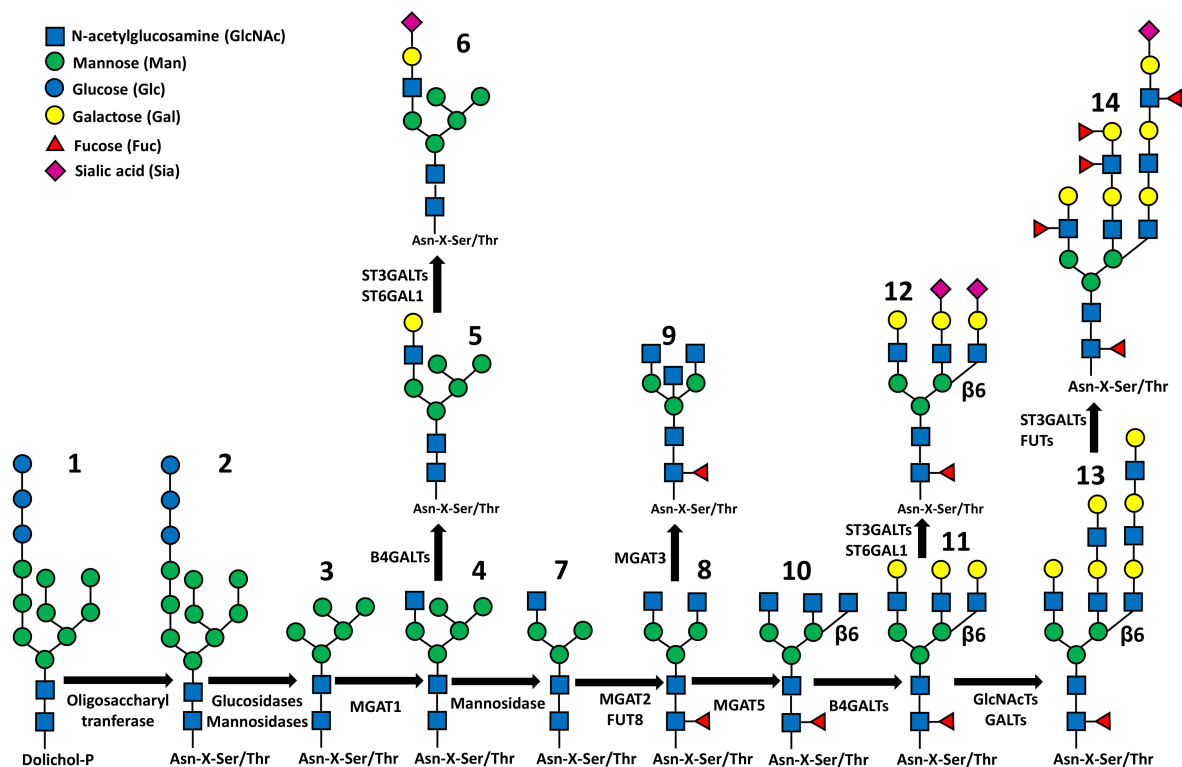 N-acetylglucosamine (GlcNAc)
Mannose (Man)
Glucose (Glc)
Galactose (Gal)
Fucose (Fuc)
Sialic acid (Sia)
6
Asn-X-Ser/Thr
ST3GALTs
ST6GAL1
5
Asn-X-Ser/Thr
B4GALTs
14
Asn-X-Ser/Thr
ST3GALTs
FUTs
12
β6
Asn-X-Ser/Thr
ST3GALTs
ST6GAL1
9
Asn-X-Ser/Thr
MGAT3
1
Oligosaccharyl
tranferase
Dolichol-P
2
Glucosidases
Mannosidases
Asn-X-Ser/Thr
3
MGAT1
Asn-X-Ser/Thr
4
Mannosidase
Asn-X-Ser/Thr
7
MGAT2
FUT8
Asn-X-Ser/Thr
8
MGAT5
Asn-X-Ser/Thr
10
β6
B4GALTs
Asn-X-Ser/Thr
11
β6
GlcNAcTs
GALTs
Asn-X-Ser/Thr
13
β6
Asn-X-Ser/Thr